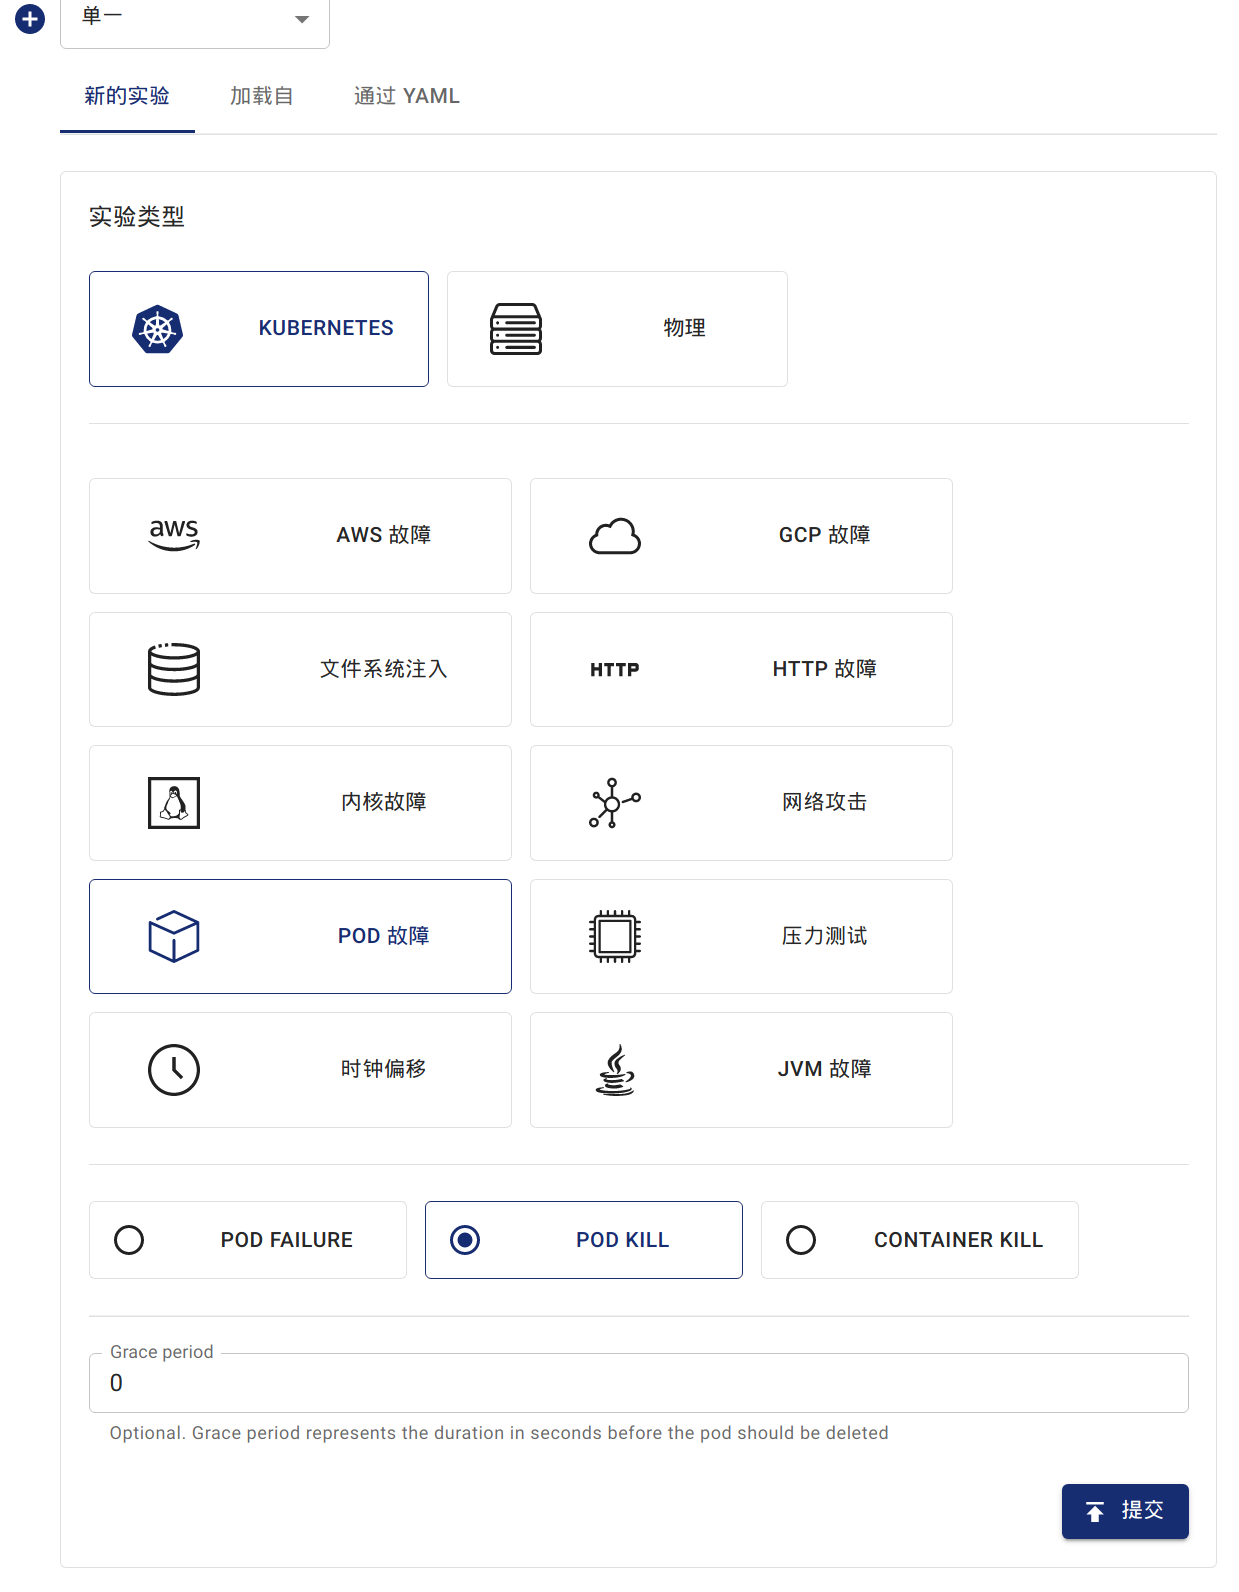 单一
新的实验 加载自 通过 YAML
实验类型
KUBERNETES 物理
aws AWS 故障 GCP 故障
文件系统注入 HTTP HTTP 故障
内核故障 网络攻击
POD 故障 压力测试
时钟偏移 JVM 故障
POD FAILURE POD KILL CONTAINER KILL
Grace period
0
Optional. Grace period represents the duration in seconds before the pod should be deleted
提交